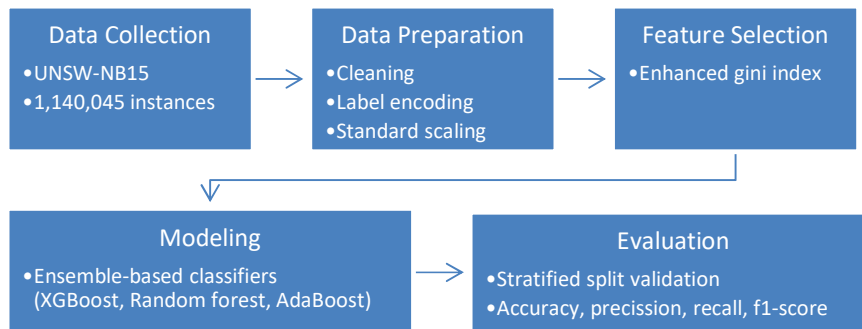 Data Collection
•UNSW-NB15
•1,140,045 instances
Data Preparation
•Cleaning
•Label encoding
•Standard scaling
Feature Selection
•Enhanced gini index
Modeling
•Ensemble-based classifiers
(XGBoost, Random forest, AdaBoost)
Evaluation
•Stratified split validation
•Accuracy, precission, recall, f1-score